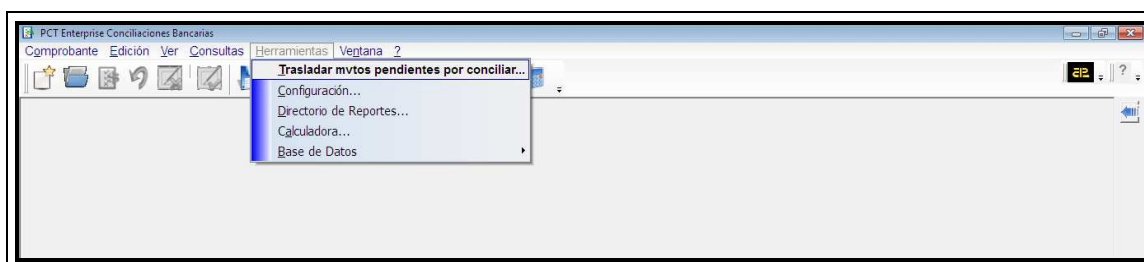 PCT Enterprise Conciliaciones Bancarias
Comprobante Edición Ver Consultas Herramientas Ventana ?
Trasladar mvtos pendientes por conciliar...
Configuración...
Directorio de Reportes...
Calculadora...
Base de Datos
?